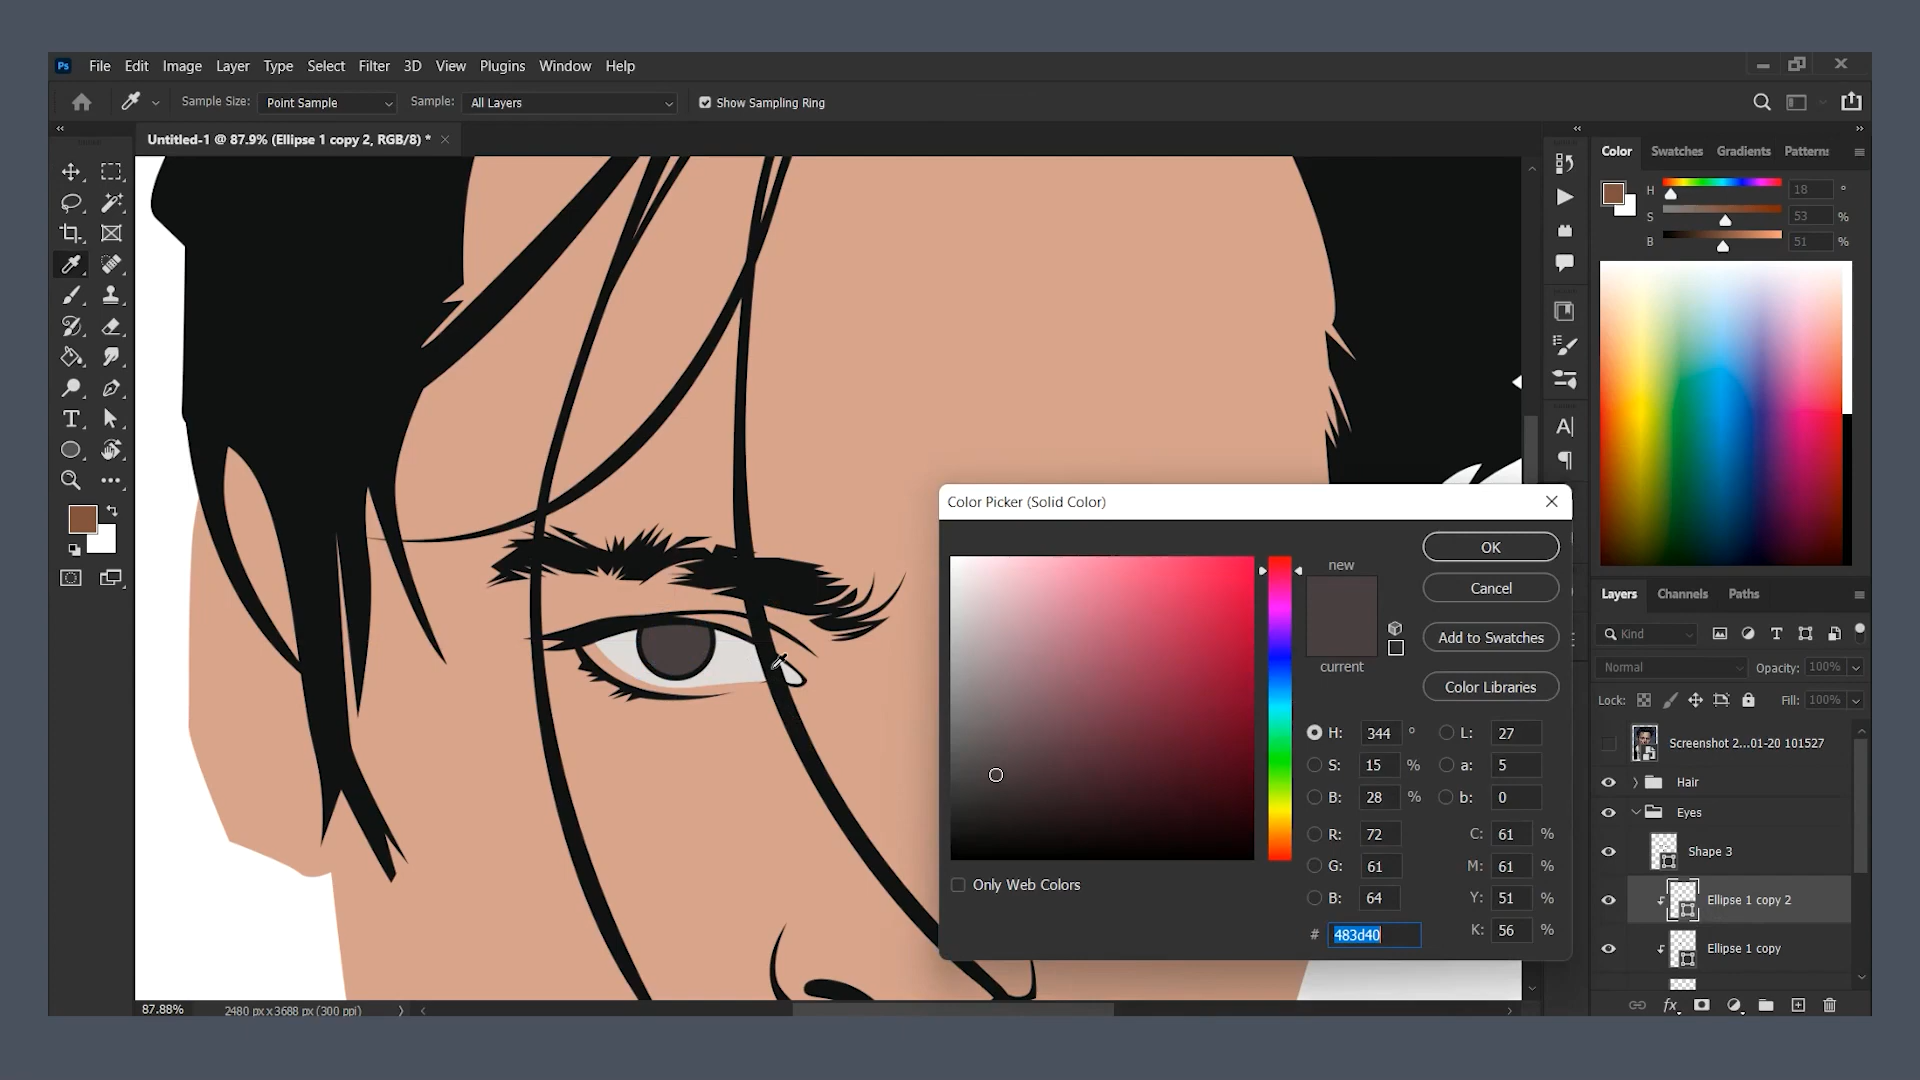 Ps File Edit Image Layer Type Select Filter 3D View Plugins Window Help
Sample Size: Point Sample Sample: All Layers Show Sampling Ring
Untitled-1 @ 87.9% (Ellipse 1 copy 2, RGB/8) *
Color Swatches Gradients Patterns
H 18 °
S 53 %
B 51 %
Color Picker (Solid Color)
new
current
OK
Cancel
Add to Swatches
Color Libraries
H: 344 ° L: 27
S: 15 % a: 5
B: 28 % b: 0
R: 72 C: 61 %
G: 61 M: 61 %
B: 64 Y: 51 %
# 483d40 K: 56 %
Only Web Colors
Layers Channels Paths
Kind
Normal Opacity: 100%
Lock: Fill: 100%
Screenshot 2...01-20 101527
Hair
Eyes
Shape 3
Ellipse 1 copy 2
Ellipse 1 copy
87.88% 2480 px x 3688 px (300 ppi)